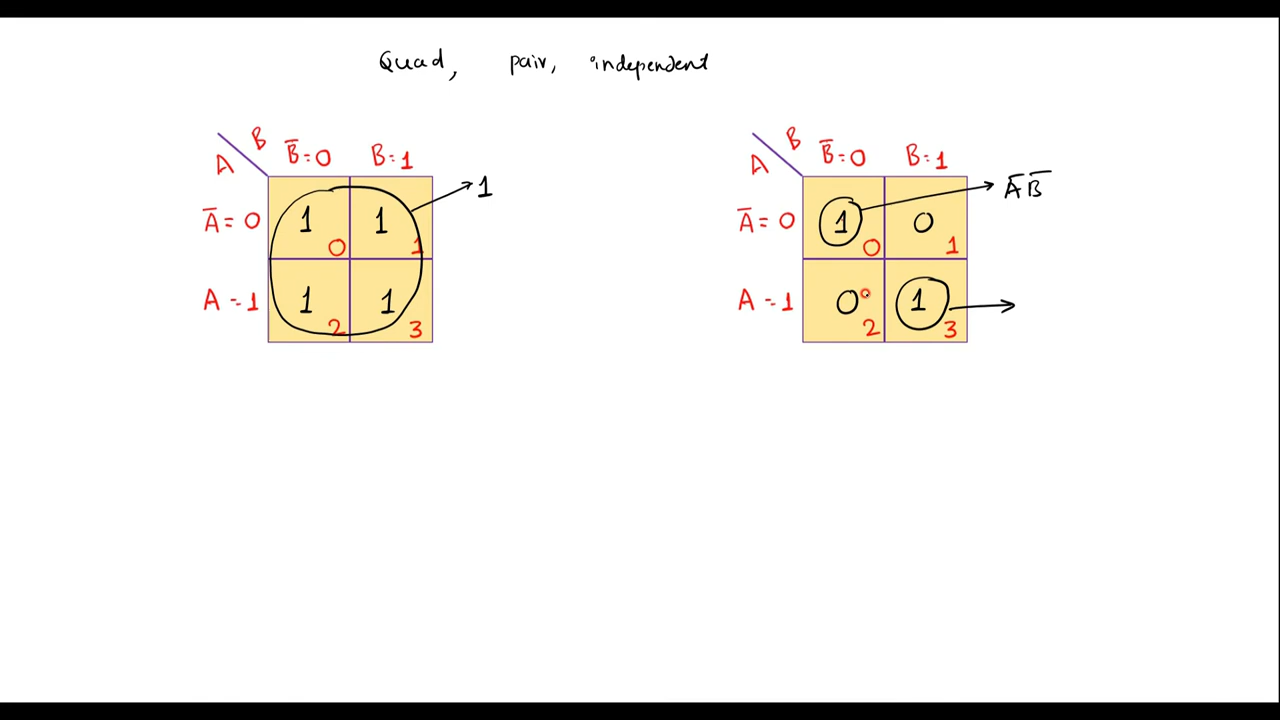 Quad, pair, independent
B B̅=0 B=1
A
A̅=0 1 0 1 1 → 1
A=1 1 2 1 3
B B̅=0 B=1
A
A̅=0 1 0 0 1 → A̅B̅
A=1 0 2 1 3 →